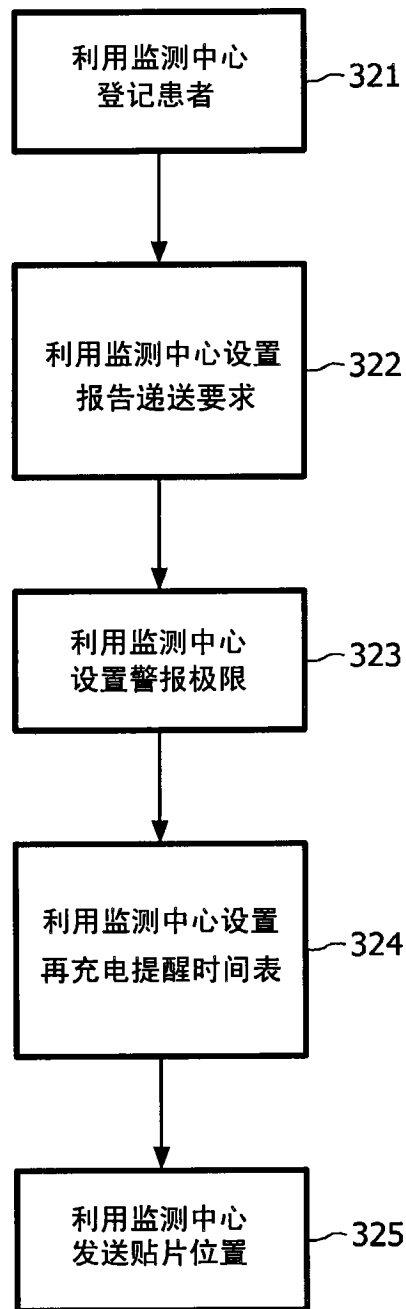 利用监测中心
登记患者
321
利用监测中心设置
报告递送要求
322
利用监测中心
设置警报极限
323
利用监测中心设置
再充电提醒时间表
324
利用监测中心
发送贴片位置
325